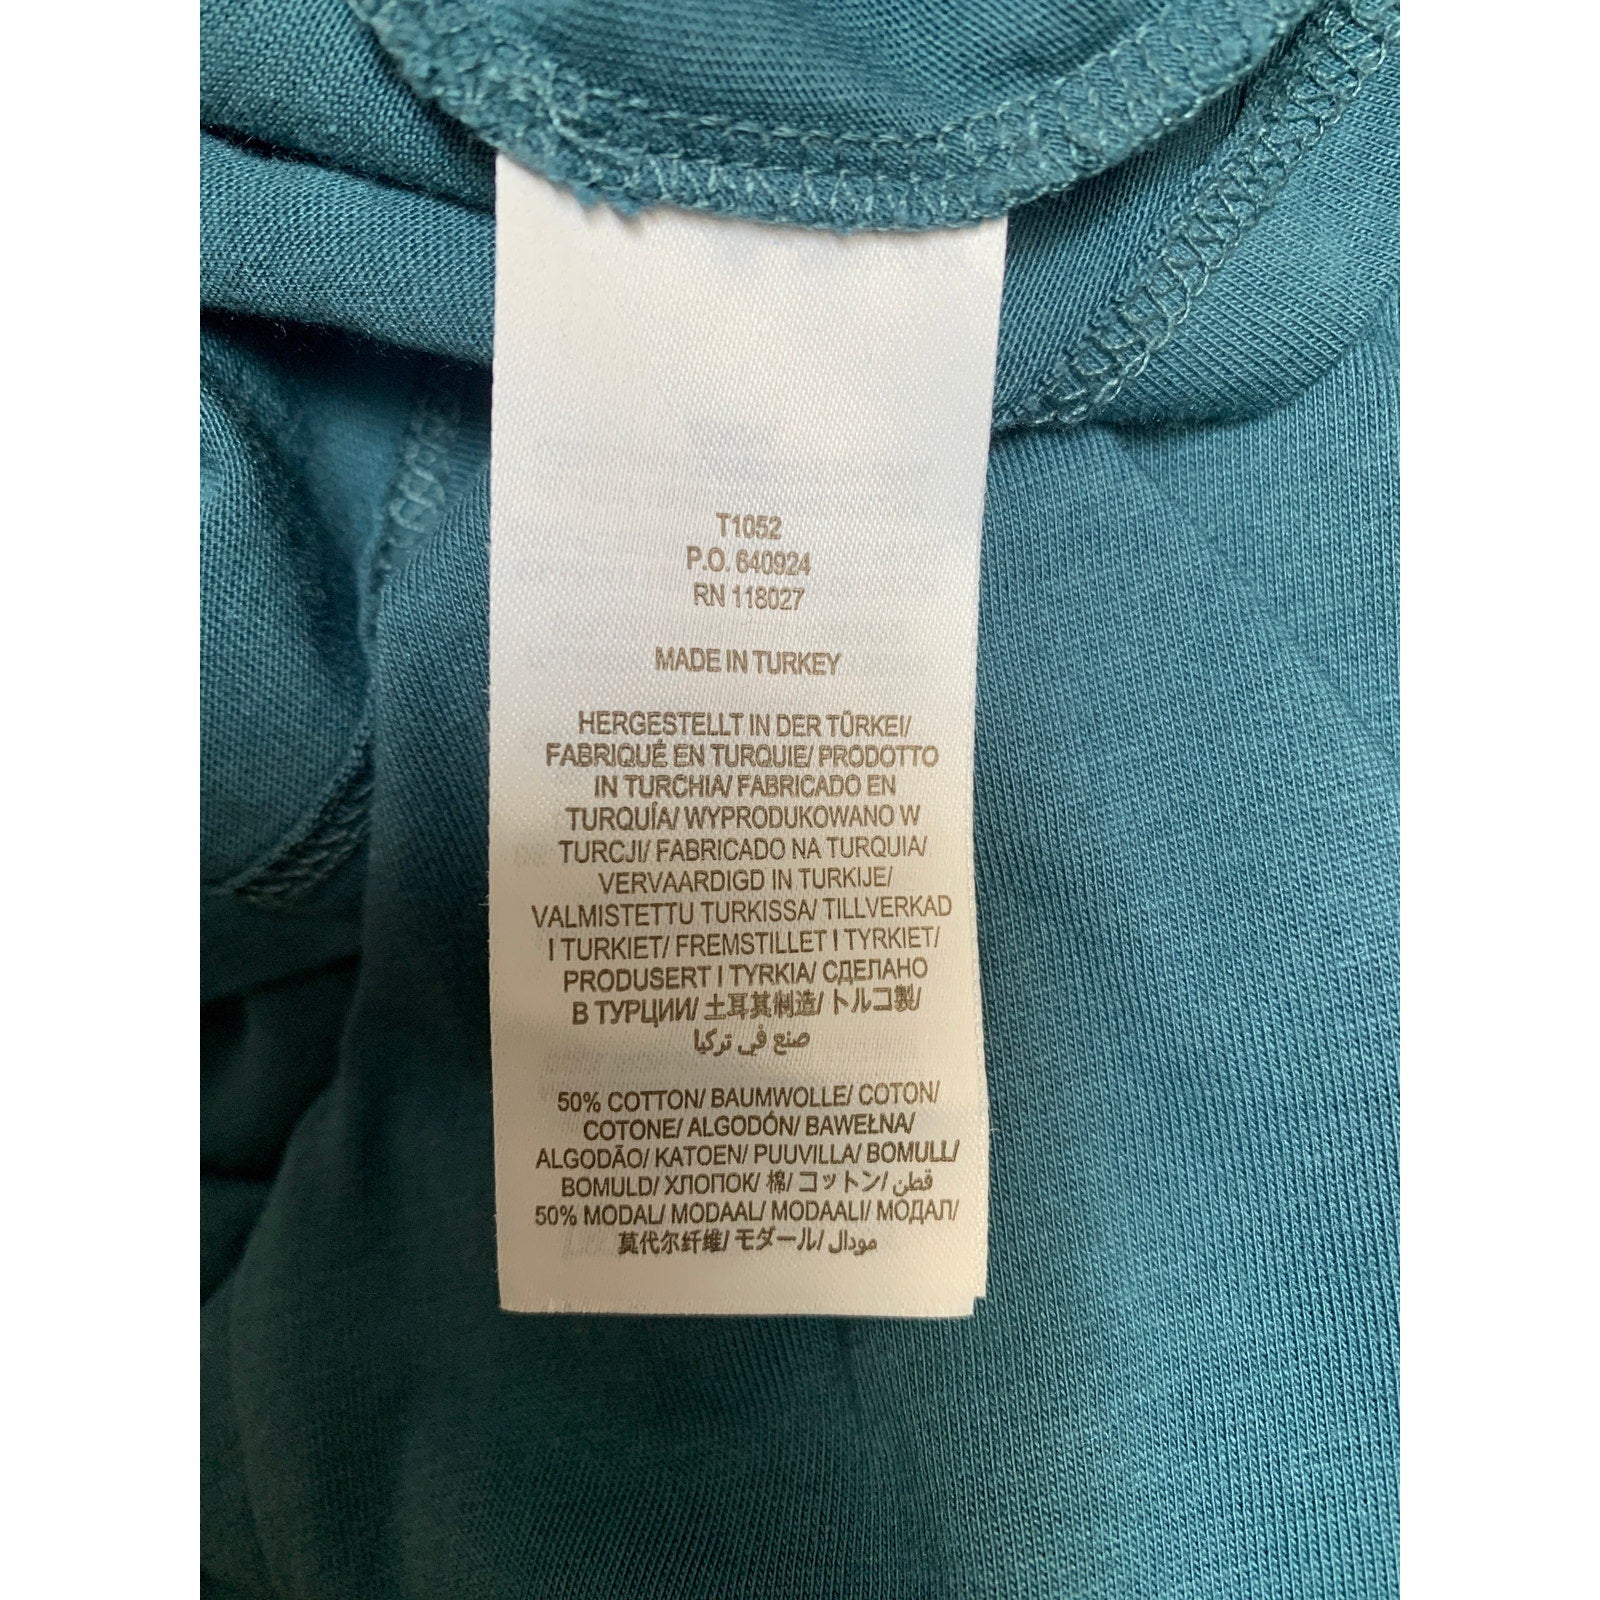 T1052
P.O. 640924
RN 118027
MADE IN TURKEY
HERGESTELLT IN DER TÜRKEI/
FABRIQUÉ EN TURQUIE/ PRODOTTO
IN TURCHIA/ FABRICADO EN
TURQUÍA/ WYPRODUKOWANO W
TURCJI/ FABRICADO NA TURQUIA/
VERVAARDIGD IN TURKIJE/
VALMISTETTU TURKISSA/ TILLVERKAD
I TURKIET/ FREMSTILLET I TYRKIET/
PRODUSERT I TYRKIA/ СДЕЛАНО
В ТУРЦИИ/ 土耳其制造/ トルコ製/
صنع في تركيا
50% COTTON/ BAUMWOLLE/ COTON/
COTONE/ ALGODÓN/ BAWEŁNA/
ALGODÃO/ KATOEN/ PUUVILLA/ BOMULL/
BOMULD/ ХЛОПОК/ 棉/ コットン/ قطن
50% MODAL/ MODAAL/ MODAALI/ МОДАЛ/
莫代尔纤维/ モダール/ مودال